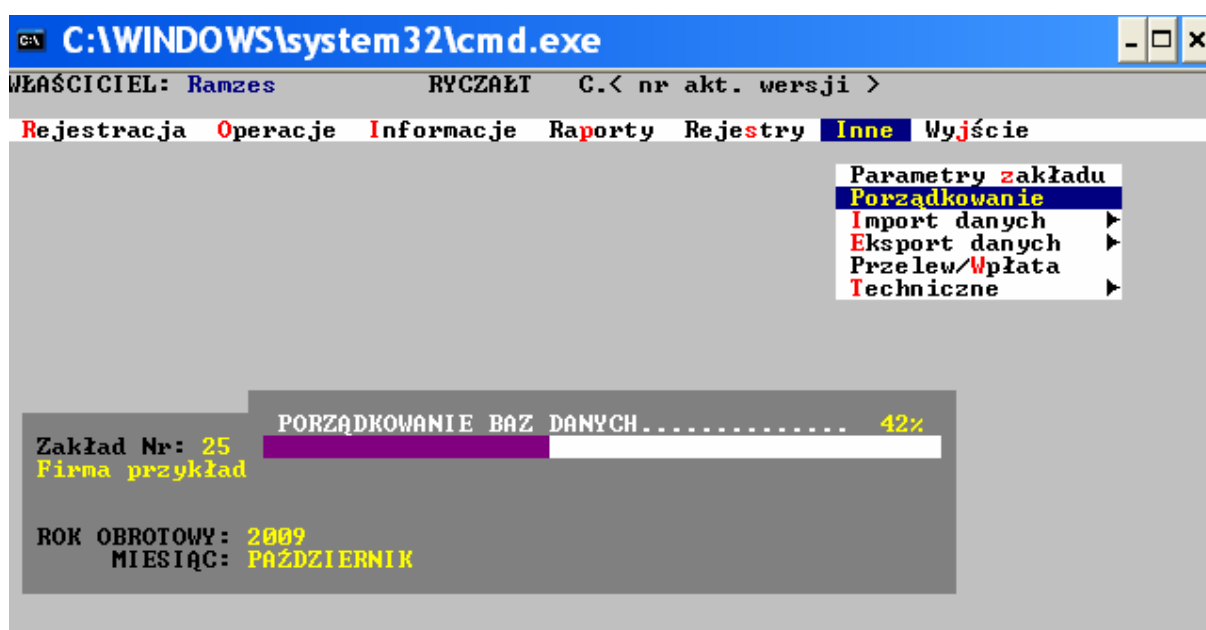 C:\WINDOWS\system32\cmd.exe
WŁAŚCICIEL: Ramzes RYCZAŁT C.< nr akt. wersji >
Rejestracja Operacje Informacje Raporty Rejestry Inne Wyjście
Parametry zakładu
Porządkowanie
Import danych
Eksport danych
Przelew/Wpłata
Techniczne
PORZĄDKOWANIE BAZ DANYCH.............. 42%
Zakład Nr: 25
Firma przykład
ROK OBROTOWY: 2009
MIESIĄC: PAŹDZIERNIK